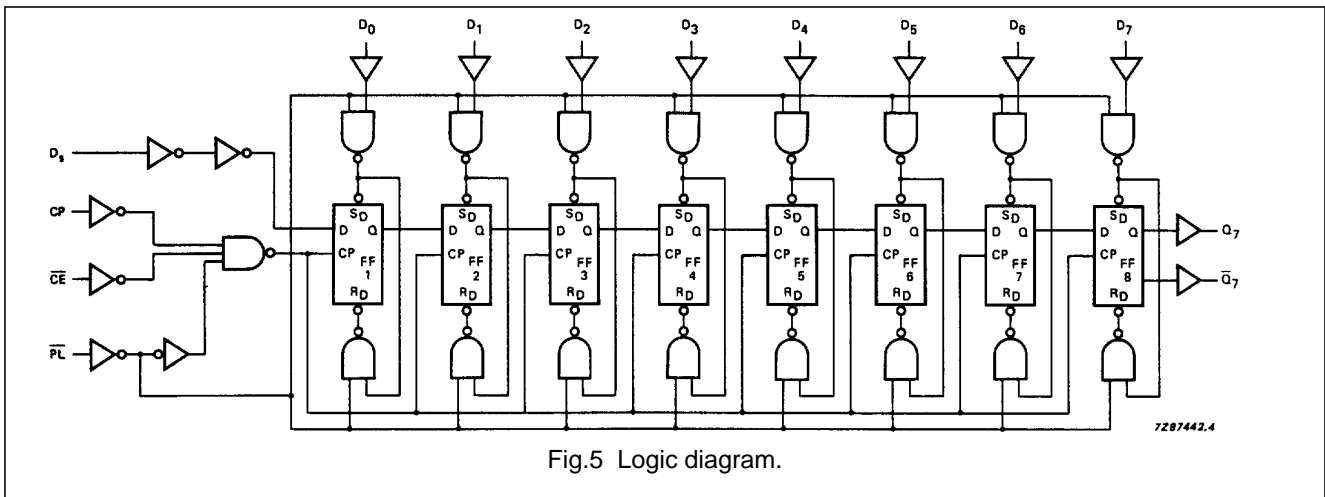 D0 D1 D2 D3 D4 D5 D6 D7
Ds
CP
C̅E̅
P̅L̅
SD D Q CP FF 1 RD
SD D Q CP FF 2 RD
SD D Q CP FF 3 RD
SD D Q CP FF 4 RD
SD D Q CP FF 5 RD
SD D Q CP FF 6 RD
SD D Q CP FF 7 RD
SD D Q CP FF 8 RD
Q7
Q̅7
7Z87442.4
Fig.5 Logic diagram.